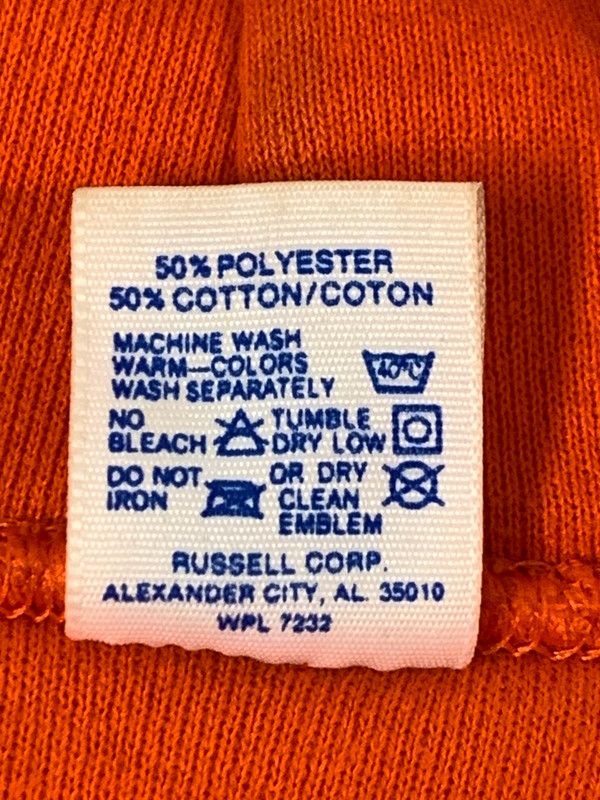 50% POLYESTER
50% COTTON/COTON
MACHINE WASH
WARM—COLORS
WASH SEPARATELY
40°C
NO
BLEACH
TUMBLE
DRY LOW
DO NOT
IRON
OR DRY
CLEAN
EMBLEM
RUSSELL CORP.
ALEXANDER CITY, AL. 35010
WPL 7232